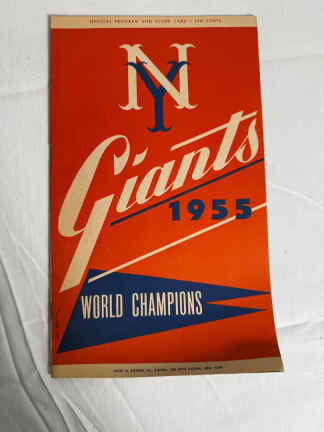 OFFICIAL PROGRAM AND SCORE CARD • TEN CENTS
NY
Giants
1955
WORLD CHAMPIONS